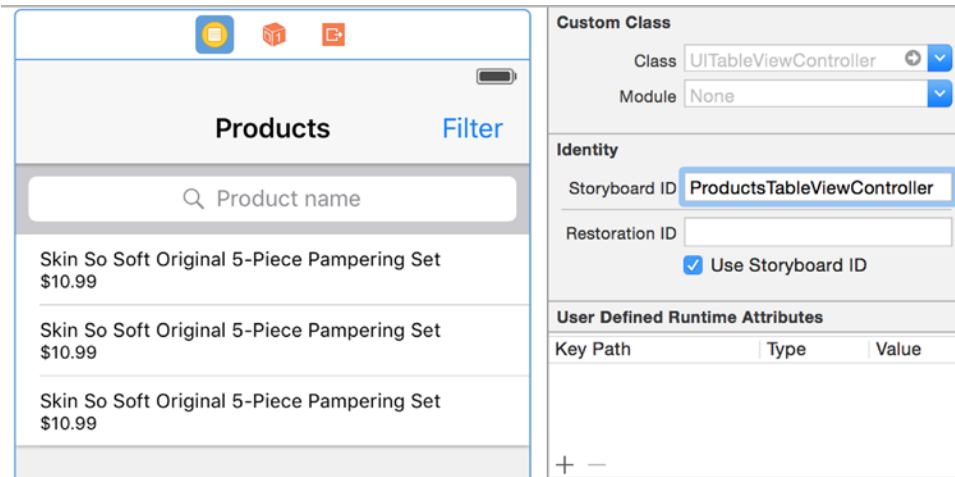 Products
Filter
Product name
Skin So Soft Original 5-Piece Pampering Set
$10.99
Skin So Soft Original 5-Piece Pampering Set
$10.99
Skin So Soft Original 5-Piece Pampering Set
$10.99
Custom Class
Class UITableViewController
Module None
Identity
Storyboard ID ProductsTableViewController
Restoration ID
Use Storyboard ID
User Defined Runtime Attributes
Key Path Type Value